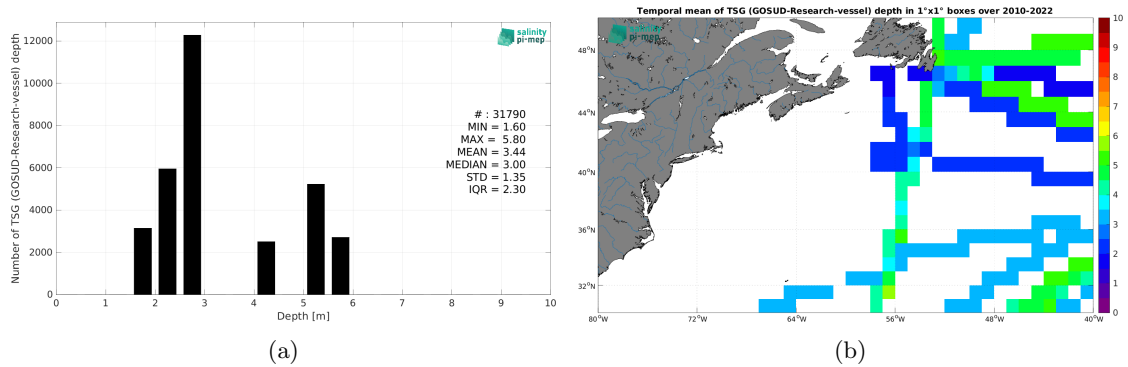 12000
10000
8000
6000
4000
2000
0
Number of TSG (GOSUD-Research-vessel) depth
salinity
pi-mep
# : 31790
MIN = 1.60
MAX = 5.80
MEAN = 3.44
MEDIAN = 3.00
STD = 1.35
IQR = 2.30
0 1 2 3 4 5 6 7 8 9 10
Depth [m]
(a)
Temporal mean of TSG (GOSUD-Research-vessel) depth in 1°x1° boxes over 2010-2022
salinity
pi-mep
48°N
44°N
40°N
36°N
32°N
80°W 72°W 64°W 56°W 48°W 40°W
10
9
8
7
6
5
4
3
2
1
0
(b)